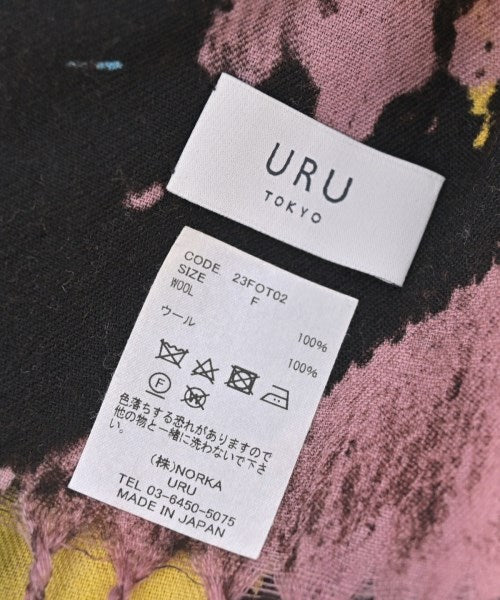 URU
TOKYO
CODE 23FOT02
SIZE F
WOOL 100%
ウール 100%
F
W
色落ちする恐れがありますので
他の物と一緒に洗わないで下さ
い。
(株)NORKA
URU
TEL 03-6450-5075
MADE IN JAPAN